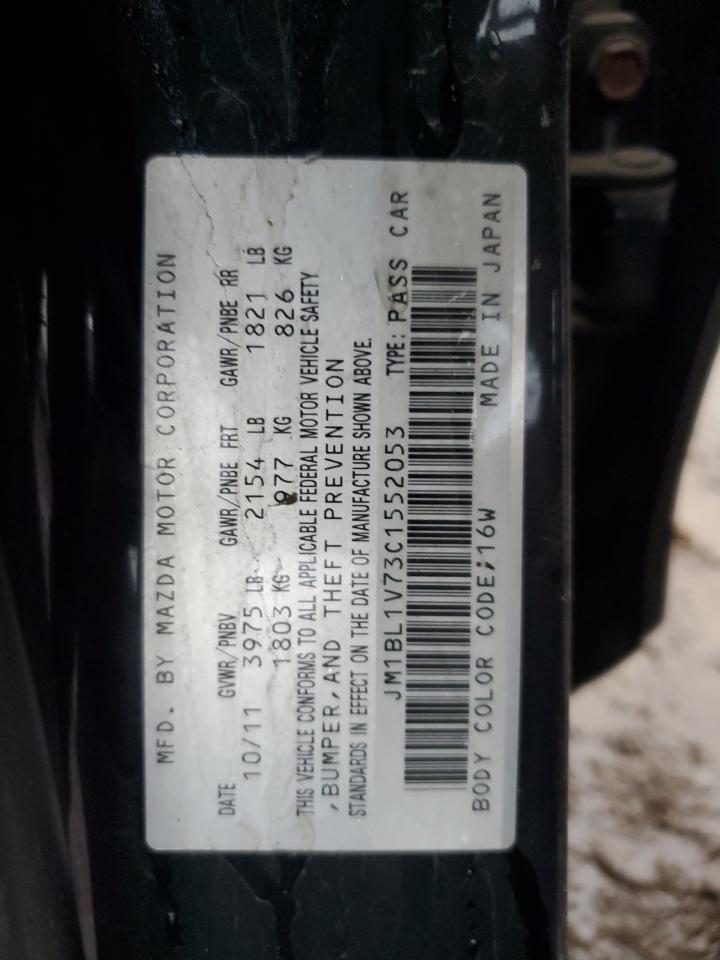 MFD. BY MAZDA MOTOR CORPORATION
DATE GVWR/PNBV GAWR/PNBE FRT GAWR/PNBE RR
10/11 3975 LB 2154 LB 1821 LB
1803 KG 977 KG 826 KG
THIS VEHICLE CONFORMS TO ALL APPLICABLE FEDERAL MOTOR VEHICLE SAFETY
,BUMPER, AND THEFT PREVENTION
STANDARDS IN EFFECT ON THE DATE OF MANUFACTURE SHOWN ABOVE.
JM1BL1V73C1552053 TYPE: PASS CAR
BODY COLOR CODE;16W MADE IN JAPAN